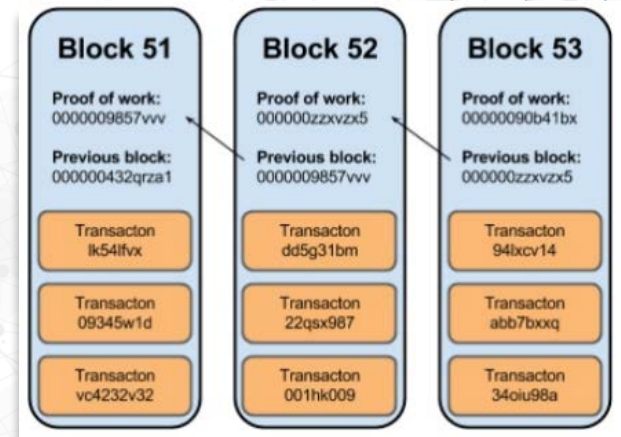 Block 51
Proof of work:
0000009857vvv
Previous block:
000000432qrza1
Transacton
lk54lfvx
Transacton
09345w1d
Transacton
vc4232v32
Block 52
Proof of work:
000000zzxvzx5
Previous block:
0000009857vvv
Transacton
dd5g31bm
Transacton
22qsx987
Transacton
001hk009
Block 53
Proof of work:
00000090b41bx
Previous block:
000000zzxvzx5
Transacton
94lxcv14
Transacton
abb7bxxq
Transacton
34oiu98a